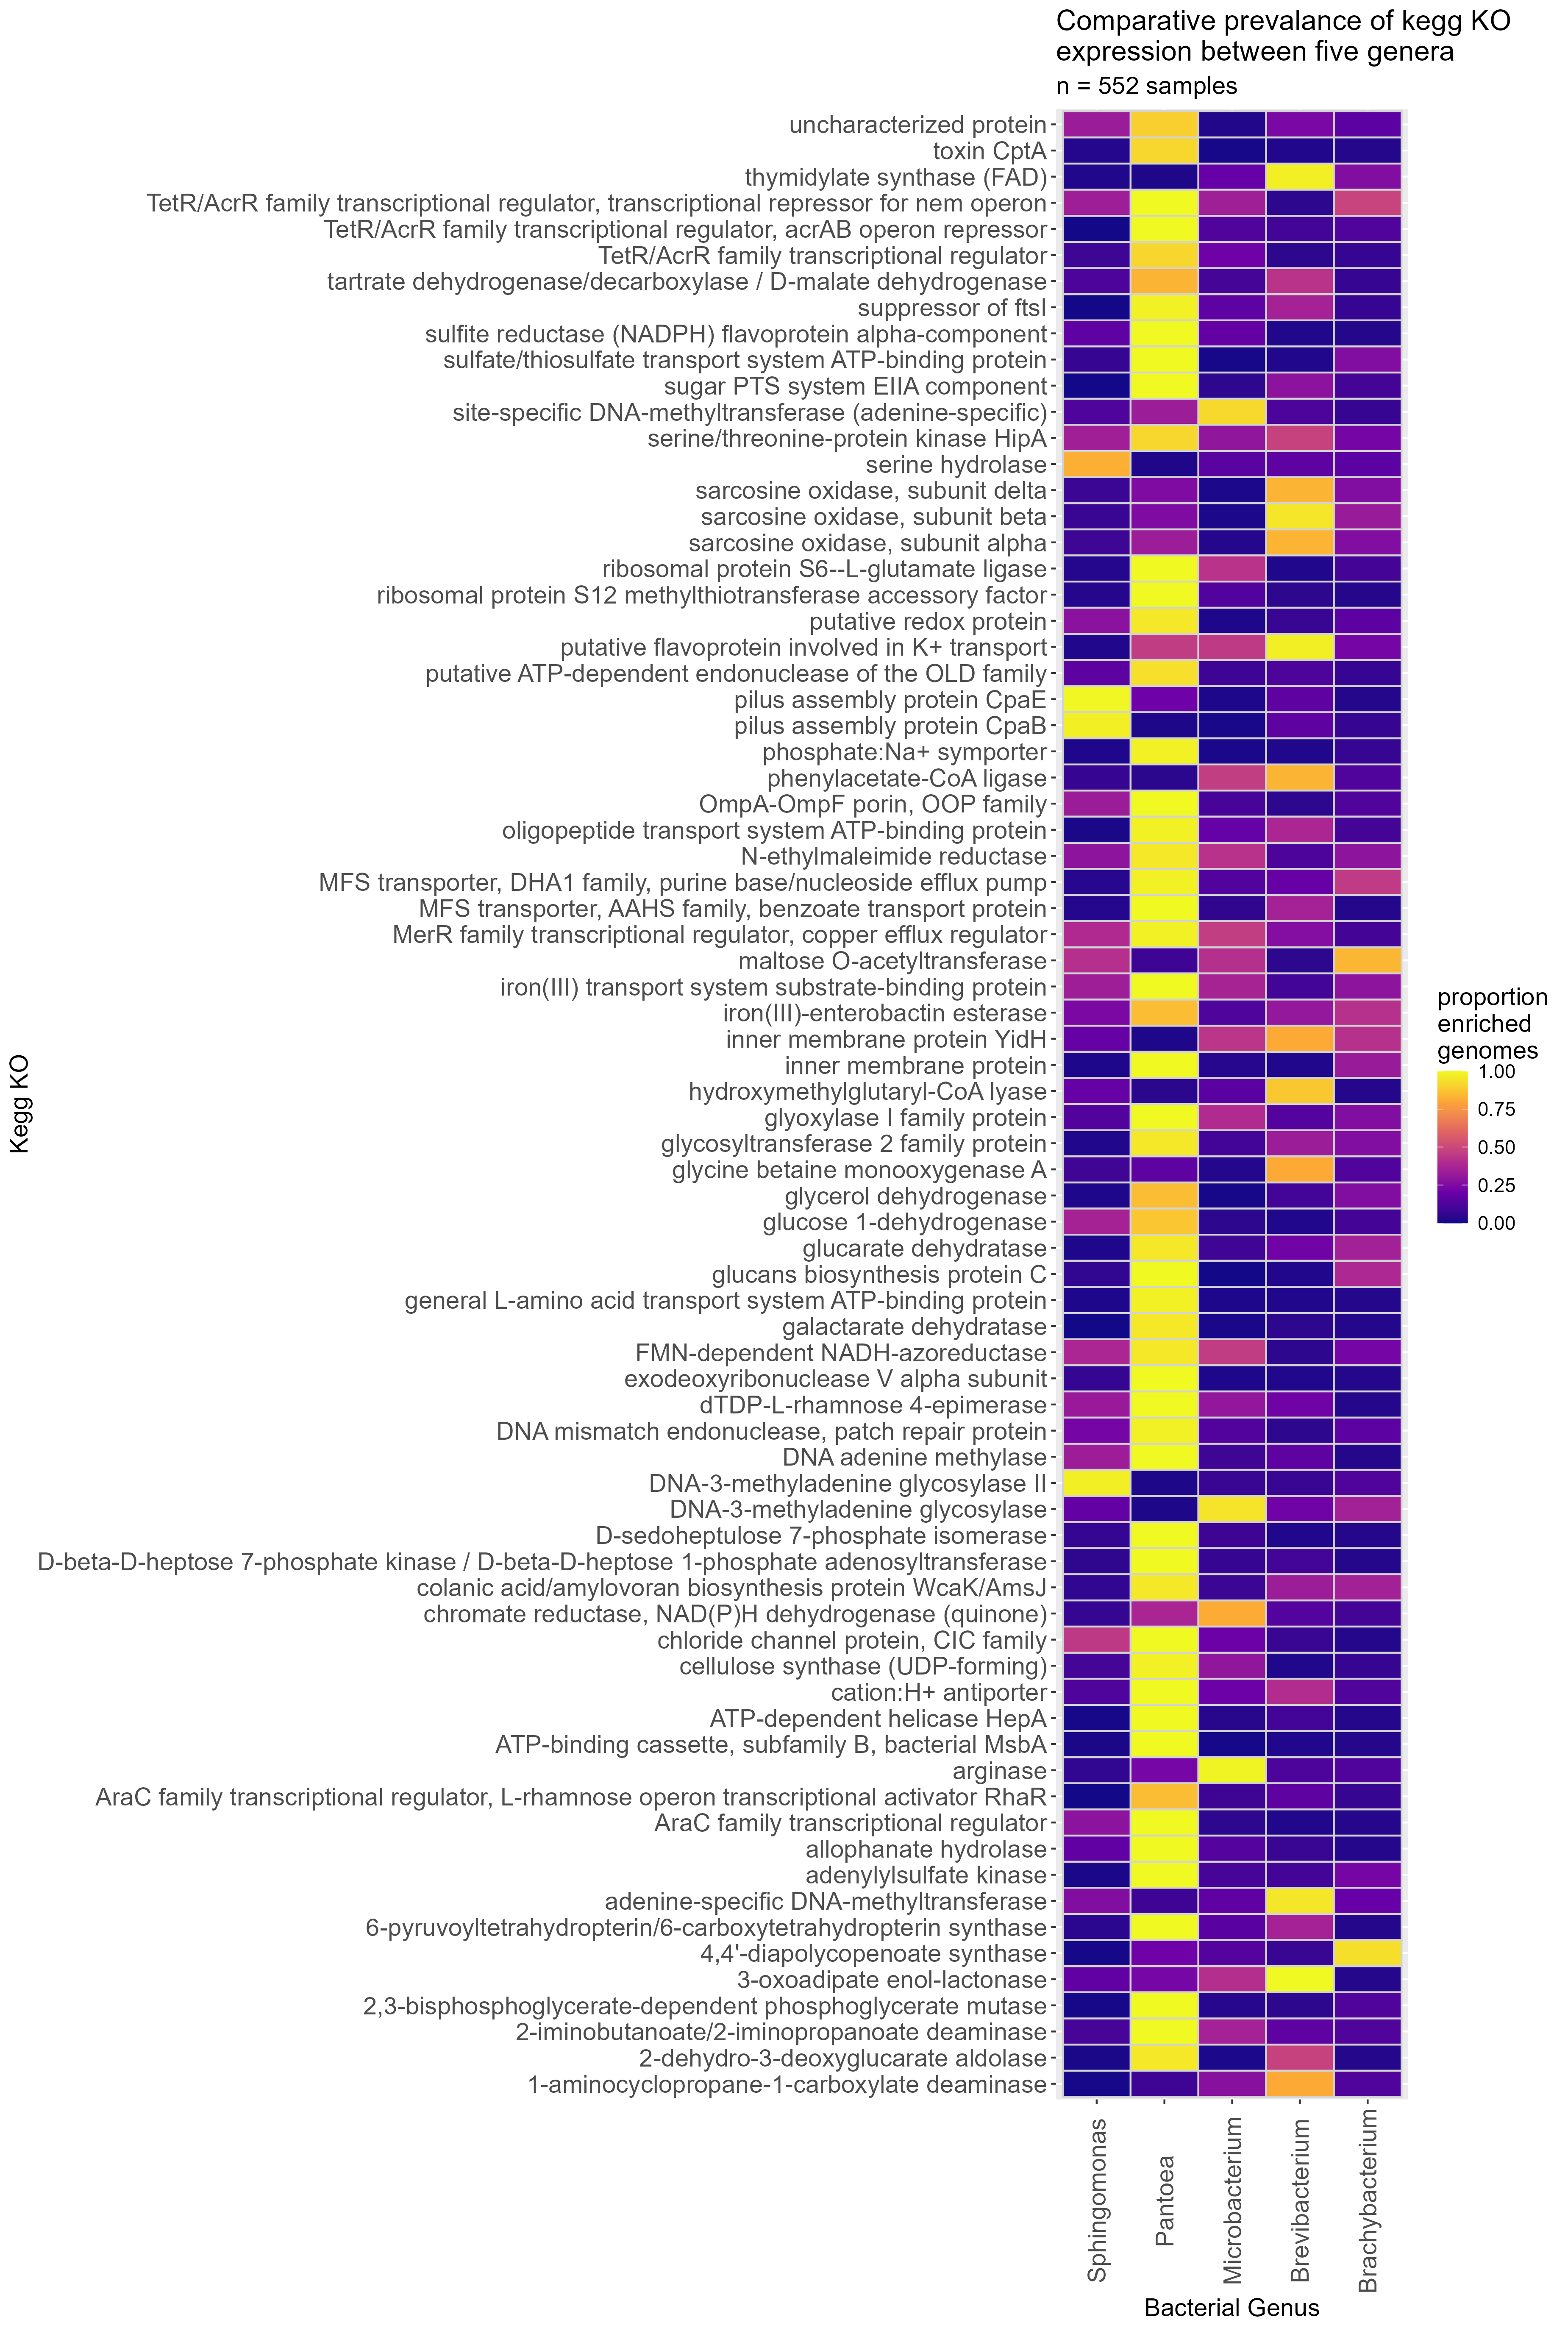 Comparative prevalance of kegg KO
expression between five genera
n = 552 samples
uncharacterized protein
toxin CptA
thymidylate synthase (FAD)
TetR/AcrR family transcriptional regulator, transcriptional repressor for nem operon
TetR/AcrR family transcriptional regulator, acrAB operon repressor
TetR/AcrR family transcriptional regulator
tartrate dehydrogenase/decarboxylase / D-malate dehydrogenase
suppressor of ftsI
sulfite reductase (NADPH) flavoprotein alpha-component
sulfate/thiosulfate transport system ATP-binding protein
sugar PTS system EIIA component
site-specific DNA-methyltransferase (adenine-specific)
serine/threonine-protein kinase HipA
serine hydrolase
sarcosine oxidase, subunit delta
sarcosine oxidase, subunit beta
sarcosine oxidase, subunit alpha
ribosomal protein S6--L-glutamate ligase
ribosomal protein S12 methylthiotransferase accessory factor
putative redox protein
putative flavoprotein involved in K+ transport
putative ATP-dependent endonuclease of the OLD family
pilus assembly protein CpaE
pilus assembly protein CpaB
phosphate:Na+ symporter
phenylacetate-CoA ligase
OmpA-OmpF porin, OOP family
oligopeptide transport system ATP-binding protein
N-ethylmaleimide reductase
MFS transporter, DHA1 family, purine base/nucleoside efflux pump
MFS transporter, AAHS family, benzoate transport protein
MerR family transcriptional regulator, copper efflux regulator
maltose O-acetyltransferase
iron(III) transport system substrate-binding protein
iron(III)-enterobactin esterase
inner membrane protein YidH
inner membrane protein
hydroxymethylglutaryl-CoA lyase
glyoxylase I family protein
glycosyltransferase 2 family protein
glycine betaine monooxygenase A
glycerol dehydrogenase
glucose 1-dehydrogenase
glucarate dehydratase
glucans biosynthesis protein C
general L-amino acid transport system ATP-binding protein
galactarate dehydratase
FMN-dependent NADH-azoreductase
exodeoxyribonuclease V alpha subunit
dTDP-L-rhamnose 4-epimerase
DNA mismatch endonuclease, patch repair protein
DNA adenine methylase
DNA-3-methyladenine glycosylase II
DNA-3-methyladenine glycosylase
D-sedoheptulose 7-phosphate isomerase
D-beta-D-heptose 7-phosphate kinase / D-beta-D-heptose 1-phosphate adenosyltransferase
colanic acid/amylovoran biosynthesis protein WcaK/AmsJ
chromate reductase, NAD(P)H dehydrogenase (quinone)
chloride channel protein, CIC family
cellulose synthase (UDP-forming)
cation:H+ antiporter
ATP-dependent helicase HepA
ATP-binding cassette, subfamily B, bacterial MsbA
arginase
AraC family transcriptional regulator, L-rhamnose operon transcriptional activator RhaR
AraC family transcriptional regulator
allophanate hydrolase
adenylylsulfate kinase
adenine-specific DNA-methyltransferase
6-pyruvoyltetrahydropterin/6-carboxytetrahydropterin synthase
4,4'-diapolycopenoate synthase
3-oxoadipate enol-lactonase
2,3-bisphosphoglycerate-dependent phosphoglycerate mutase
2-iminobutanoate/2-iminopropanoate deaminase
2-dehydro-3-deoxyglucarate aldolase
1-aminocyclopropane-1-carboxylate deaminase
Kegg KO
Sphingomonas
Pantoea
Microbacterium
Brevibacterium
Brachybacterium
Bacterial Genus
proportion
enriched
genomes
1.00
0.75
0.50
0.25
0.00